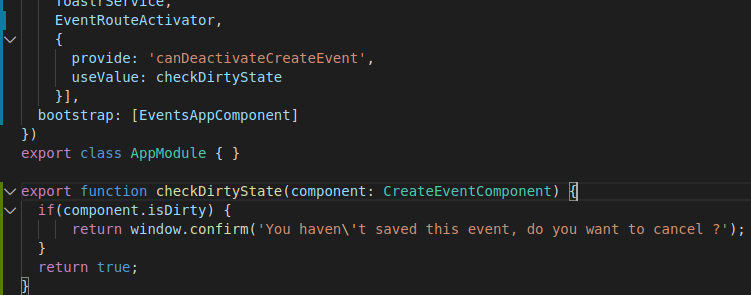 ToastrService,
EventRouteActivator,
{
provide: 'canDeactivateCreateEvent',
useValue: checkDirtyState
}],
bootstrap: [EventsAppComponent]
})
export class AppModule { }
export function checkDirtyState(component: CreateEventComponent) {
if(component.isDirty) {
return window.confirm('You haven\'t saved this event, do you want to cancel ?');
}
return true;
}